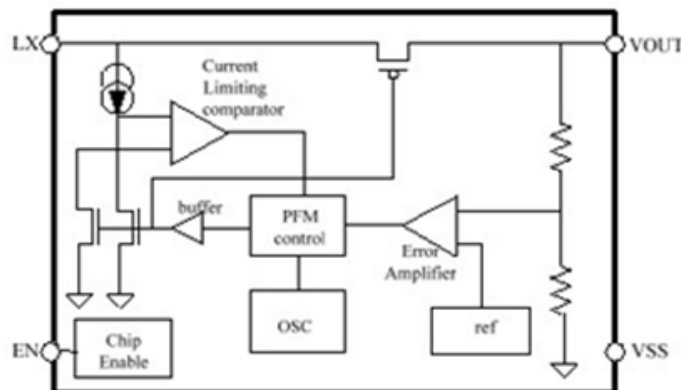 LX
VOUT
Current
Limiting
comparator
buffer
PFM
control
Error
Amplifier
OSC
ref
EN
Chip
Enable
VSS